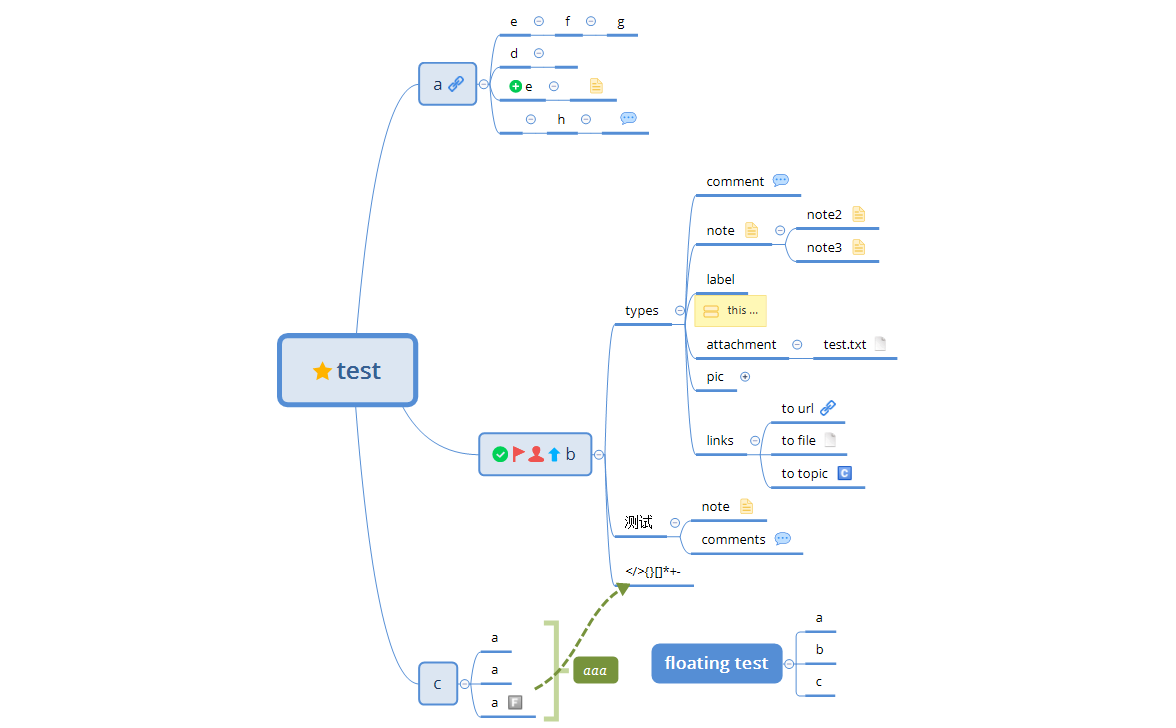 e f g
d
a
e
h
comment
note2
note
note3
label
types
this ...
attachment test.txt
test
pic
to url
links
to file
b
to topic C
note
测试
comments
</>{}[]*+-
a
a
a F
c
aaa
floating test
a
b
c